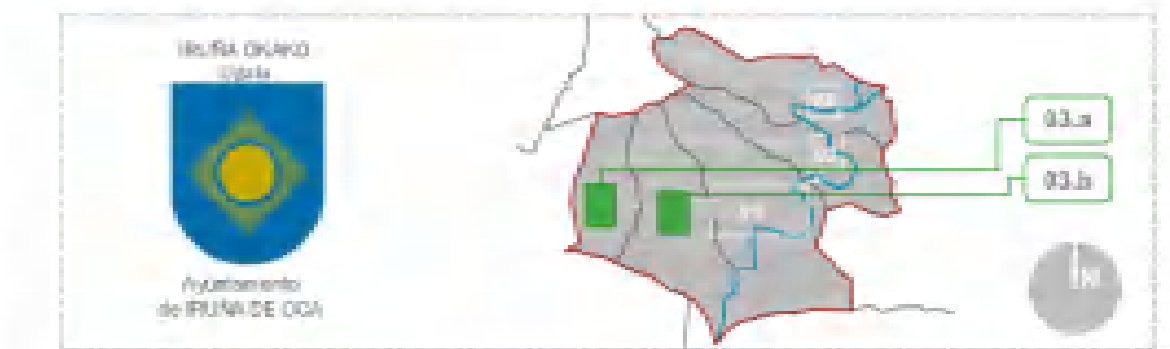 IRUÑA OKAKO
Udala
Ayuntamiento
de IRUÑA DE OCA
03.a
03.b
N